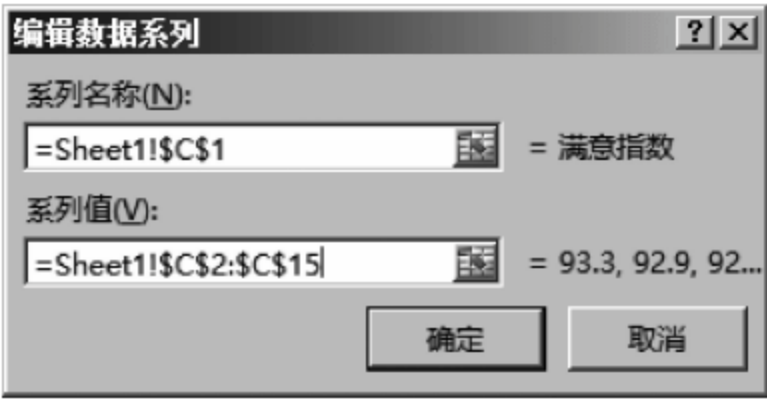 编辑数据系列
系列名称(N):
=Sheet1!$C$1 = 满意指数
系列值(V):
=Sheet1!$C$2:$C$15 = 93.3, 92.9, 92...
确定 取消